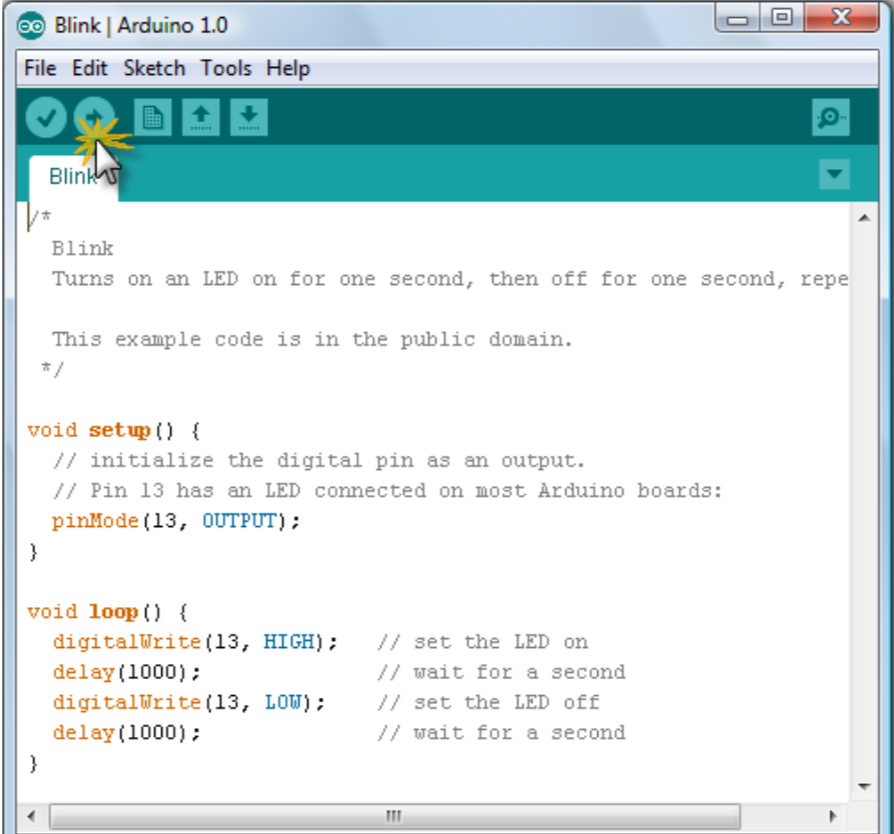 Blink | Arduino 1.0
File Edit Sketch Tools Help
Blink
/*
  Blink
  Turns on an LED on for one second, then off for one second, repe

  This example code is in the public domain.
 */

void setup() {
  // initialize the digital pin as an output.
  // Pin 13 has an LED connected on most Arduino boards:
  pinMode(13, OUTPUT);
}

void loop() {
  digitalWrite(13, HIGH);   // set the LED on
  delay(1000);              // wait for a second
  digitalWrite(13, LOW);    // set the LED off
  delay(1000);              // wait for a second
}